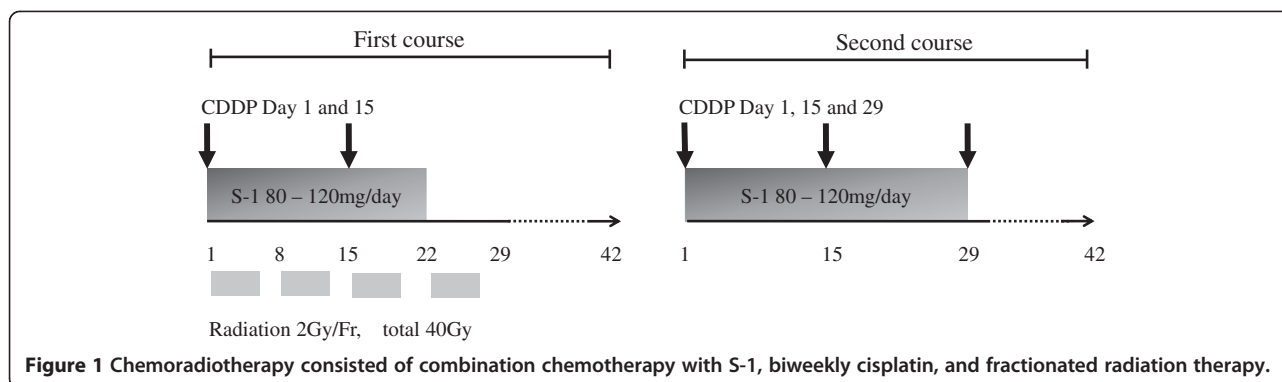 First course
Second course
CDDP Day 1 and 15
CDDP Day 1, 15 and 29
S-1 80 – 120mg/day
S-1 80 – 120mg/day
1 8 15 22 29 42
1 15 29 42
Radiation 2Gy/Fr, total 40Gy
Figure 1 Chemoradiotherapy consisted of combination chemotherapy with S-1, biweekly cisplatin, and fractionated radiation therapy.